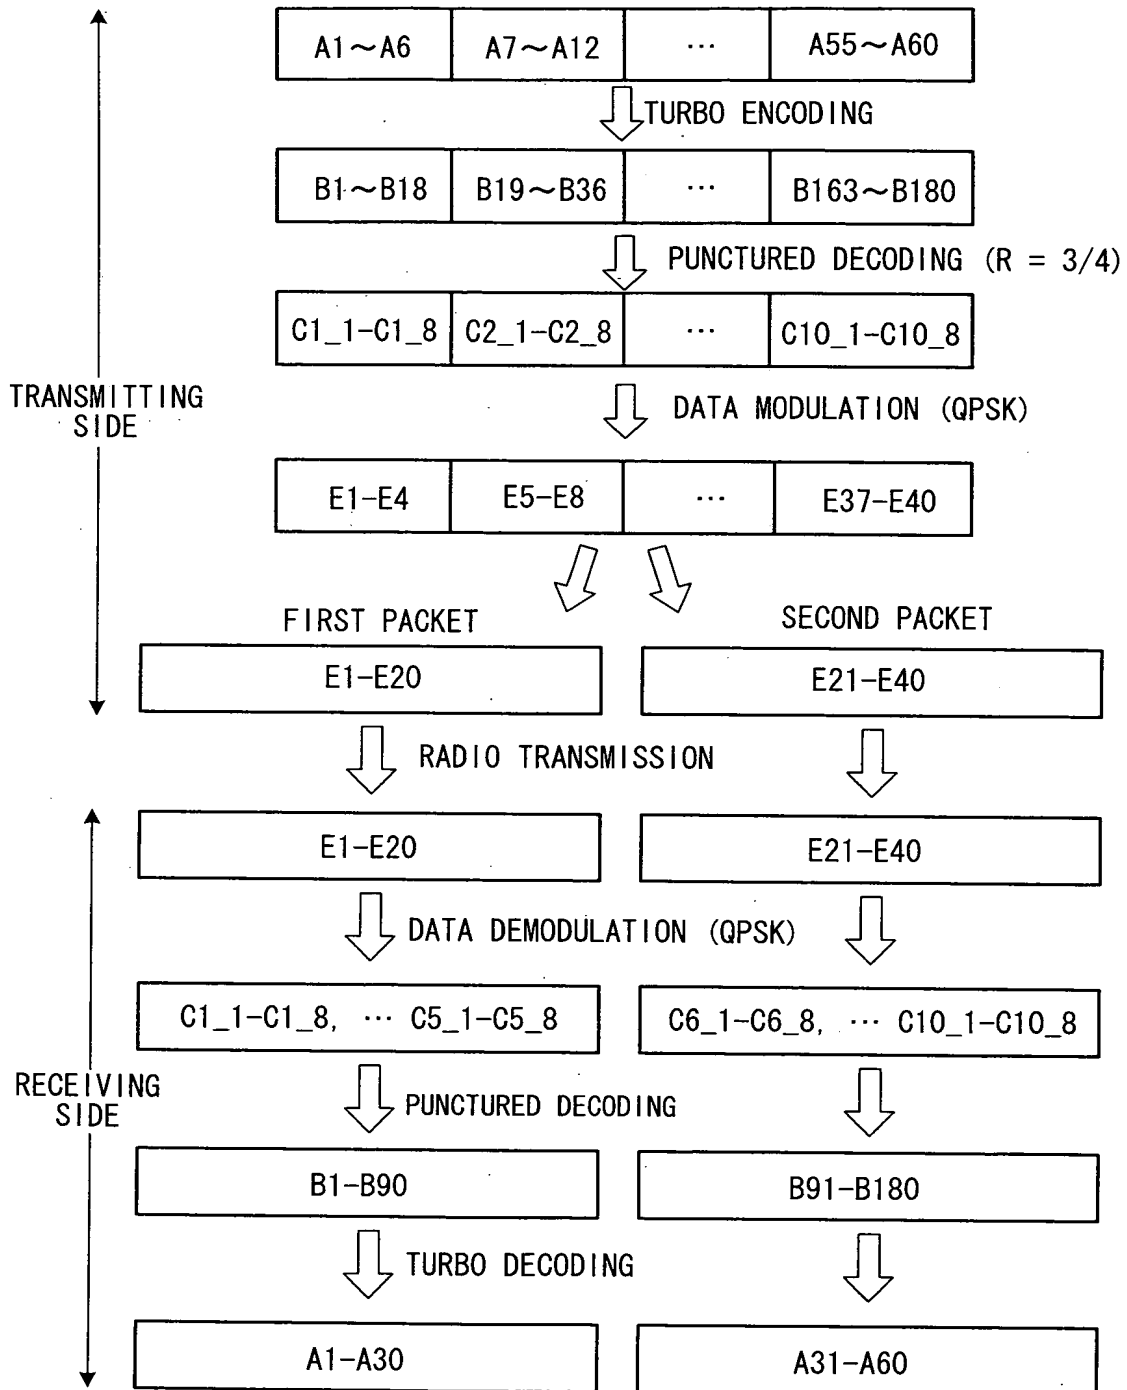 A1～A6 A7～A12 ... A55～A60
TURBO ENCODING
B1～B18 B19～B36 ... B163～B180
PUNCTURED DECODING (R = 3/4)
C1_1-C1_8 C2_1-C2_8 ... C10_1-C10_8
TRANSMITTING
SIDE
DATA MODULATION (QPSK)
E1-E4 E5-E8 ... E37-E40
FIRST PACKET SECOND PACKET
E1-E20 E21-E40
RADIO TRANSMISSION
E1-E20 E21-E40
DATA DEMODULATION (QPSK)
C1_1-C1_8, ... C5_1-C5_8 C6_1-C6_8, ... C10_1-C10_8
RECEIVING
SIDE
PUNCTURED DECODING
B1-B90 B91-B180
TURBO DECODING
A1-A30 A31-A60